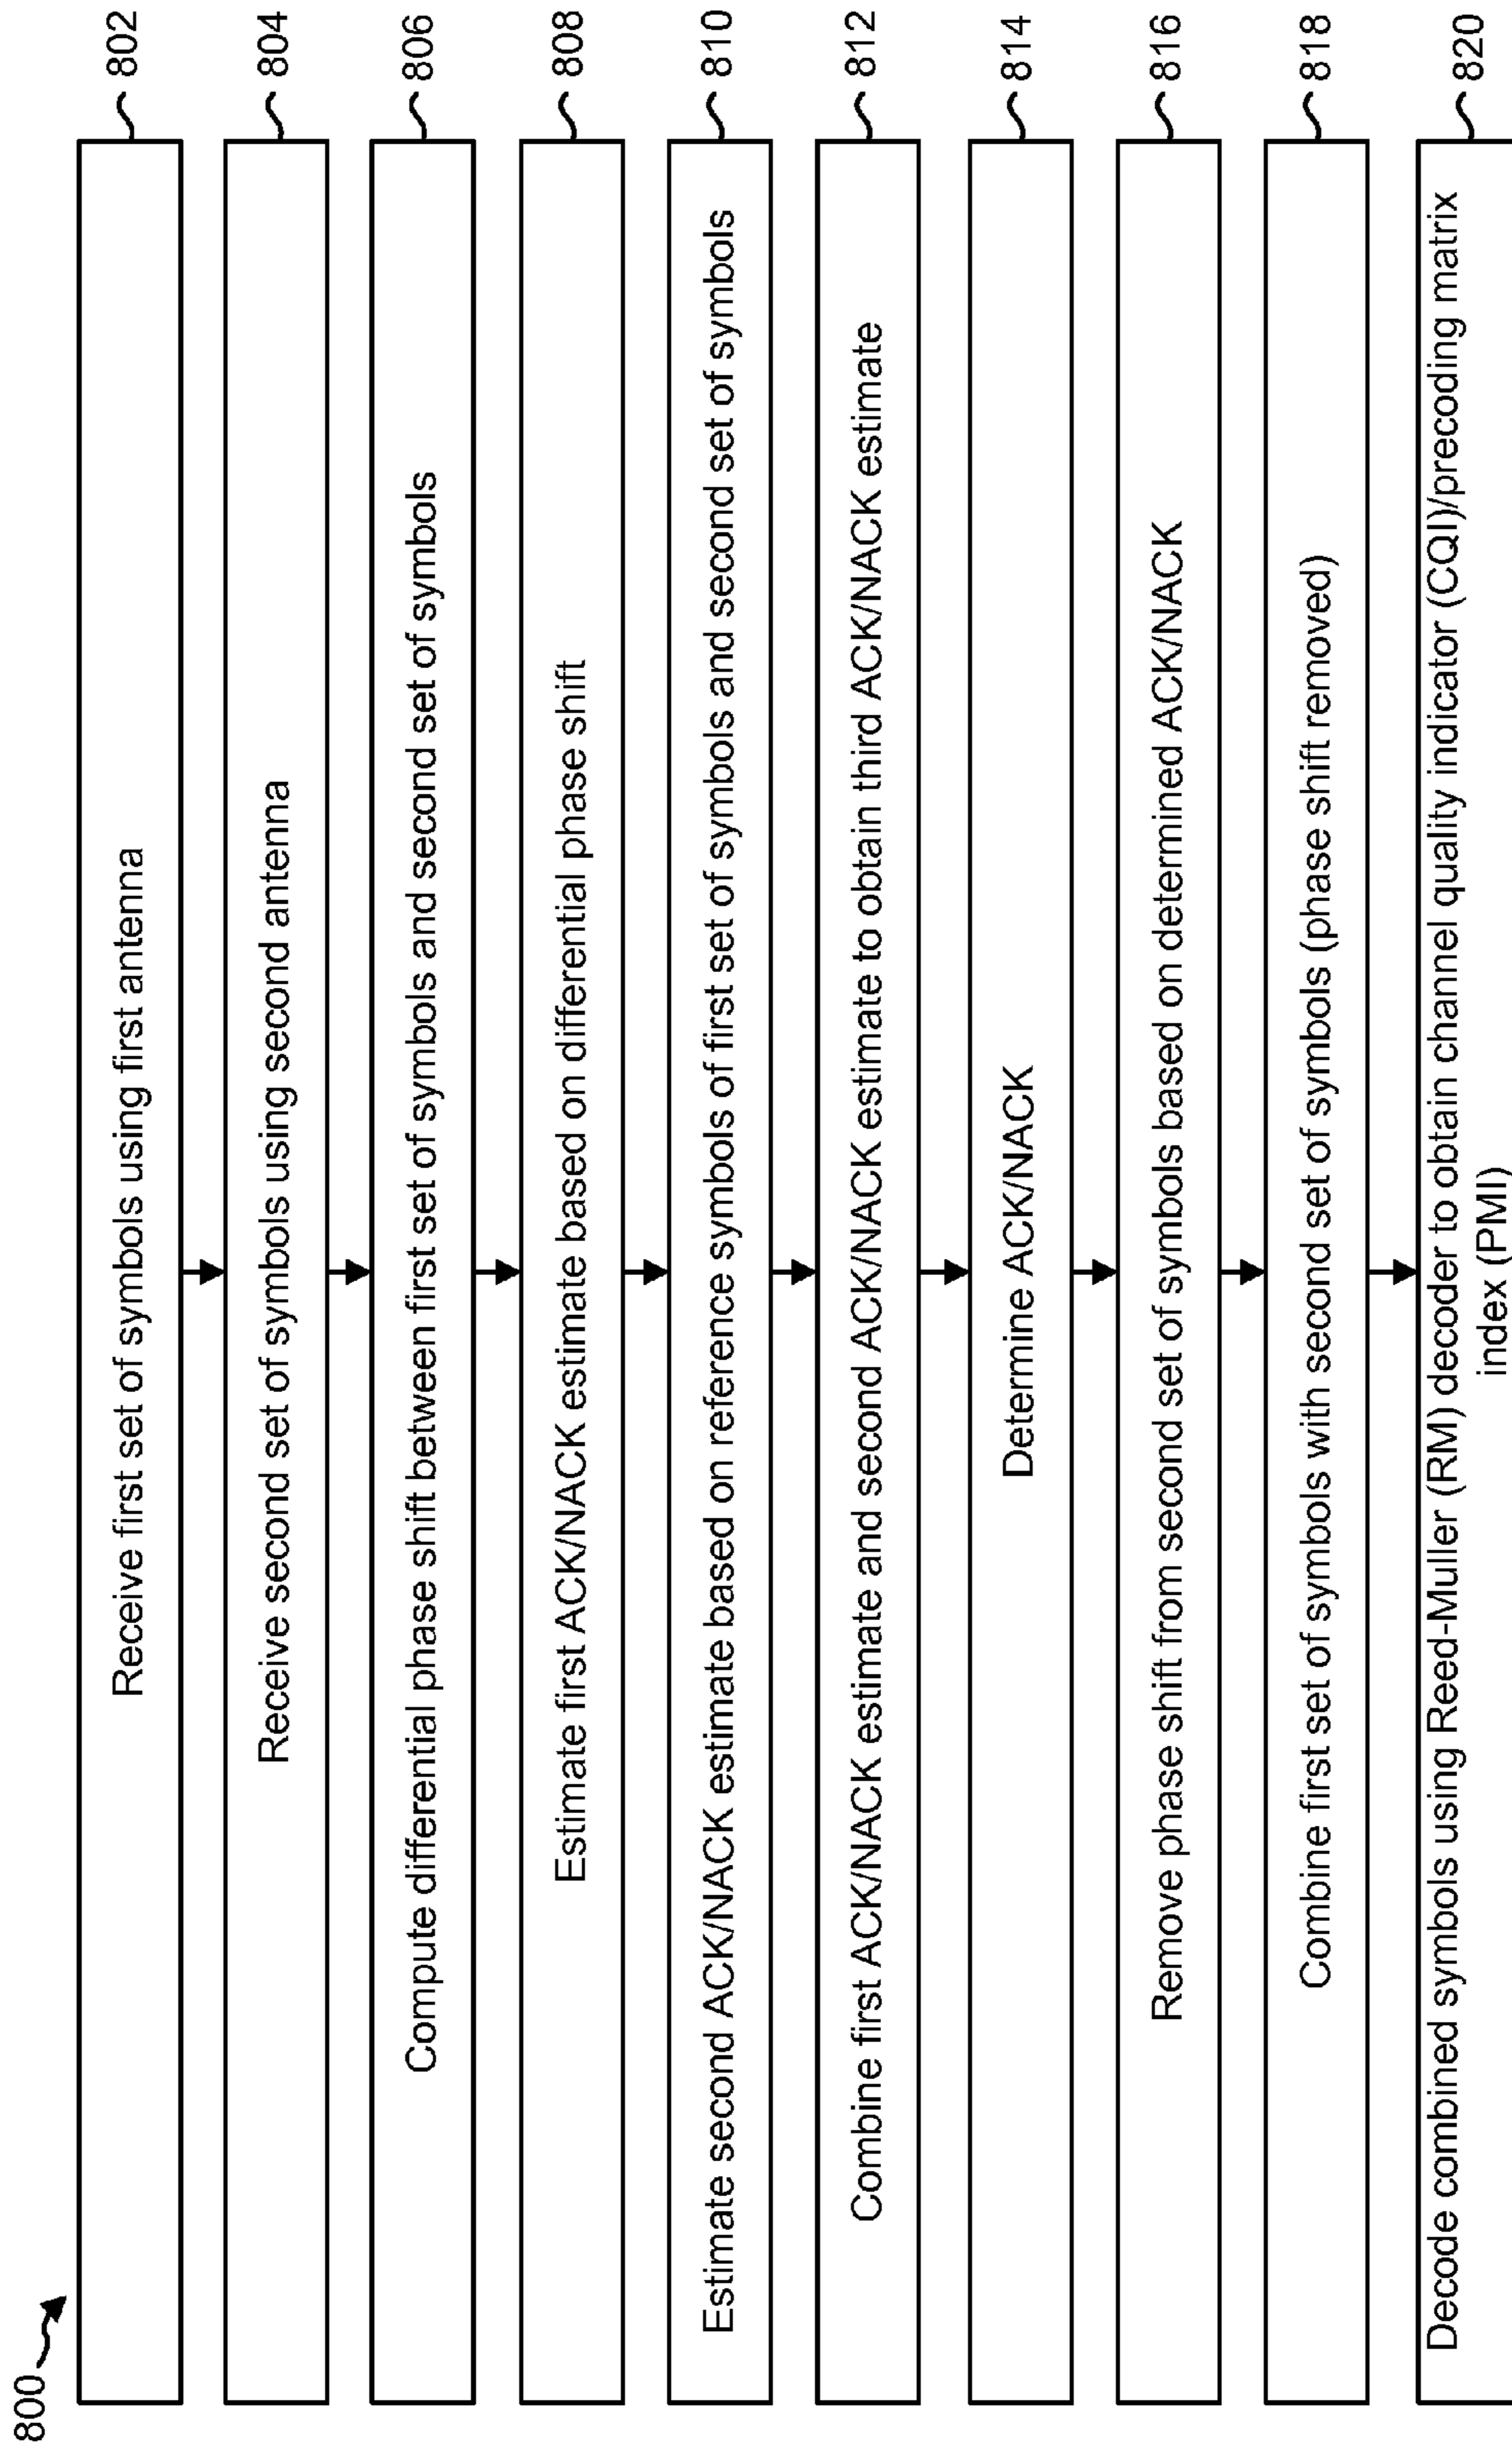 800
Receive first set of symbols using first antenna
802
Receive second set of symbols using second antenna
804
Compute differential phase shift between first set of symbols and second set of symbols
806
Estimate first ACK/NACK estimate based on differential phase shift
808
Estimate second ACK/NACK estimate based on reference symbols of first set of symbols and second set of symbols
810
Combine first ACK/NACK estimate and second ACK/NACK estimate to obtain third ACK/NACK estimate
812
Determine ACK/NACK
814
Remove phase shift from second set of symbols based on determined ACK/NACK
816
Combine first set of symbols with second set of symbols (phase shift removed)
818
Decode combined symbols using Reed-Muller (RM) decoder to obtain channel quality indicator (CQI)/precoding matrix
index (PMI)
820